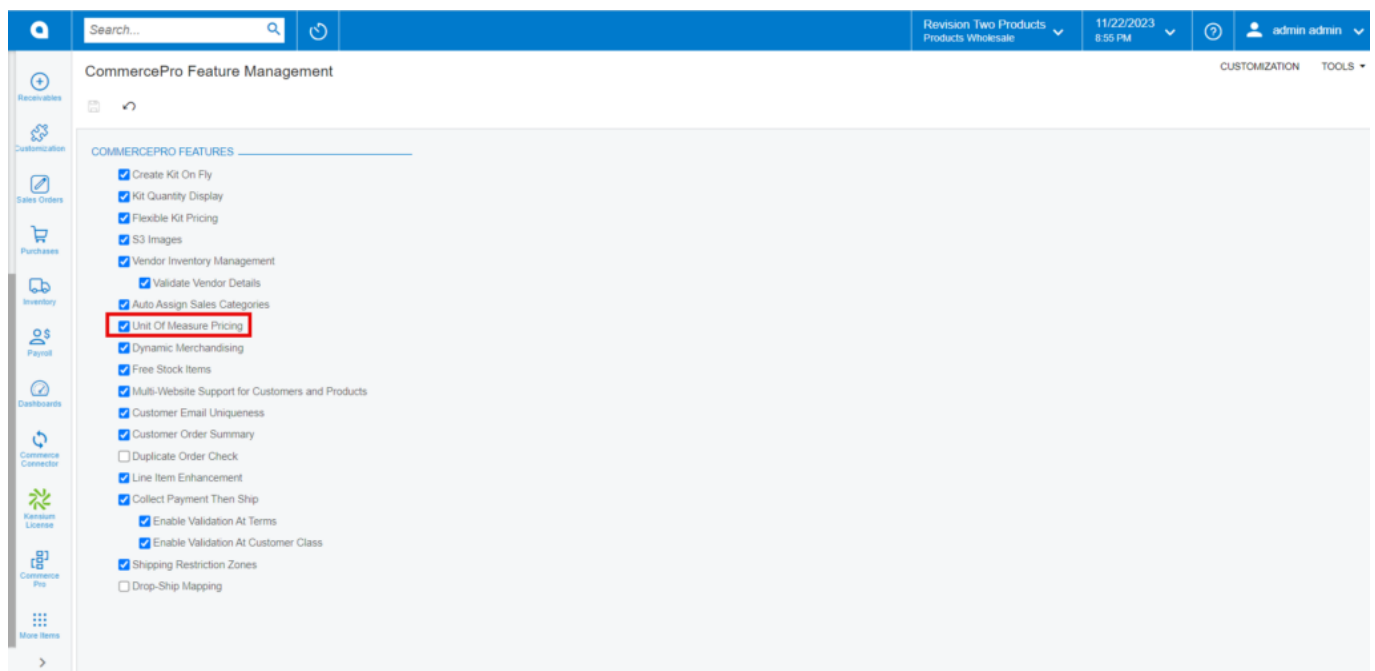 Search...
Revision Two Products
Products Wholesale
11/22/2023
8:55 PM
admin admin
CommercePro Feature Management
CUSTOMIZATION
TOOLS
Receivables
Customization
Sales Orders
Purchases
Inventory
Payroll
Dashboards
Commerce
Connector
Kensium
License
Commerce
Pro
More Items
COMMERCEPRO FEATURES
Create Kit On Fly
Kit Quantity Display
Flexible Kit Pricing
S3 Images
Vendor Inventory Management
Validate Vendor Details
Auto Assign Sales Categories
Unit Of Measure Pricing
Dynamic Merchandising
Free Stock Items
Multi-Website Support for Customers and Products
Customer Email Uniqueness
Customer Order Summary
Duplicate Order Check
Line Item Enhancement
Collect Payment Then Ship
Enable Validation At Terms
Enable Validation At Customer Class
Shipping Restriction Zones
Drop-Ship Mapping